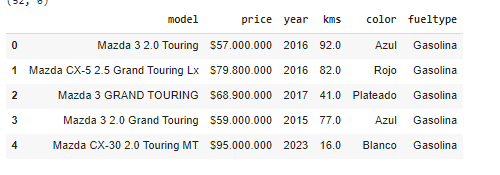 (52, 6)
model price year kms color fueltype
0 Mazda 3 2.0 Touring $57.000.000 2016 92.0 Azul Gasolina
1 Mazda CX-5 2.5 Grand Touring Lx $79.800.000 2016 82.0 Rojo Gasolina
2 Mazda 3 GRAND TOURING $68.900.000 2017 41.0 Plateado Gasolina
3 Mazda 3 2.0 Grand Touring $59.000.000 2015 77.0 Azul Gasolina
4 Mazda CX-30 2.0 Touring MT $95.000.000 2023 16.0 Blanco Gasolina